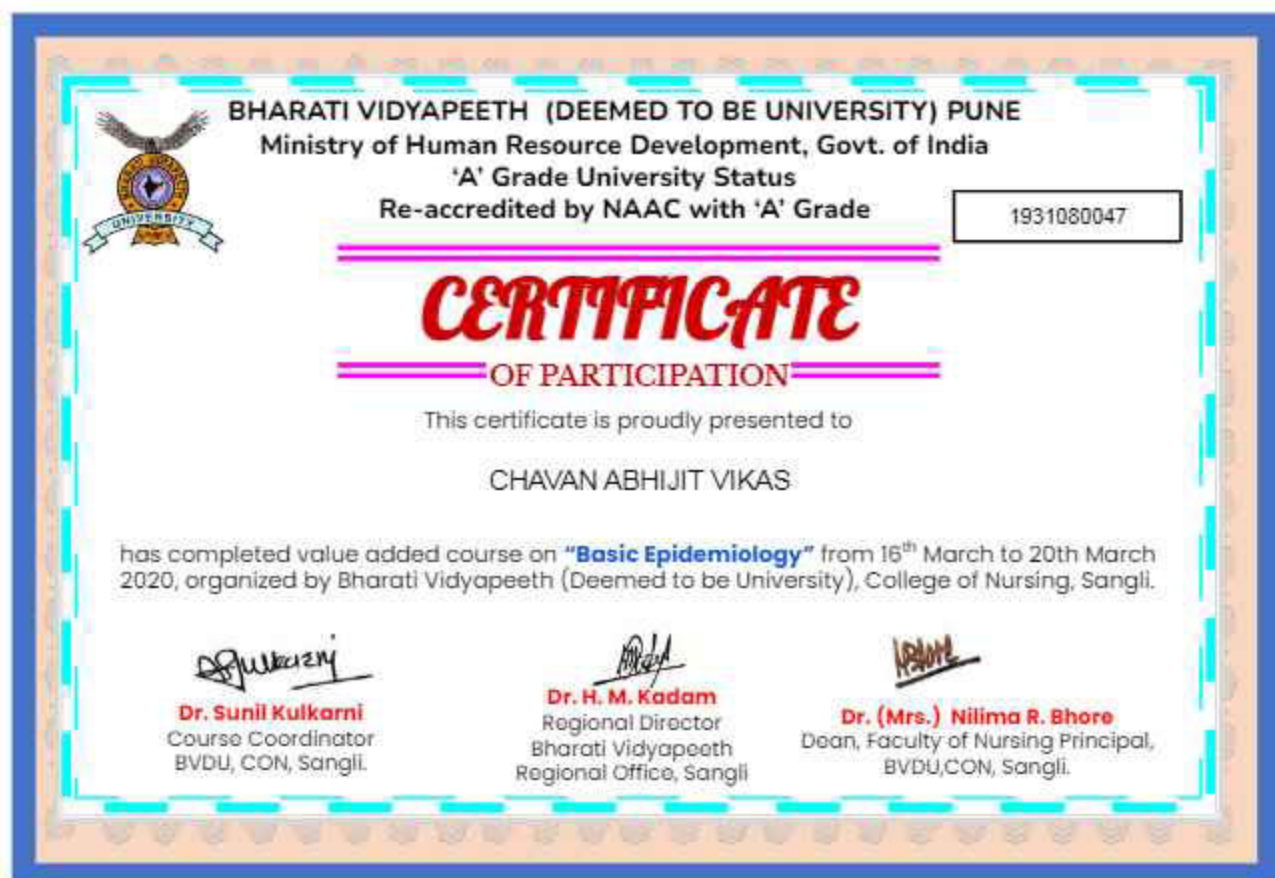 BHARATI VIDYAPEETH (DEEMED TO BE UNIVERSITY) PUNE
Ministry of Human Resource Development, Govt. of India
‘A’ Grade University Status
Re-accredited by NAAC with ‘A’ Grade
1931080047
BHARATI VIDYAPEETH
UNIVERSITY
CERTIFICATE
OF PARTICIPATION
This certificate is proudly presented to
CHAVAN ABHIJIT VIKAS
has completed value added course on “Basic Epidemiology” from 16th March to 20th March
2020, organized by Bharati Vidyapeeth (Deemed to be University), College of Nursing, Sangli.
Dr. Sunil Kulkarni
Course Coordinator
BVDU, CON, Sangli.
Dr. H. M. Kadam
Regional Director
Bharati Vidyapeeth
Regional Office, Sangli
Dr. (Mrs.) Nilima R. Bhore
Dean, Faculty of Nursing Principal,
BVDU,CON, Sangli.